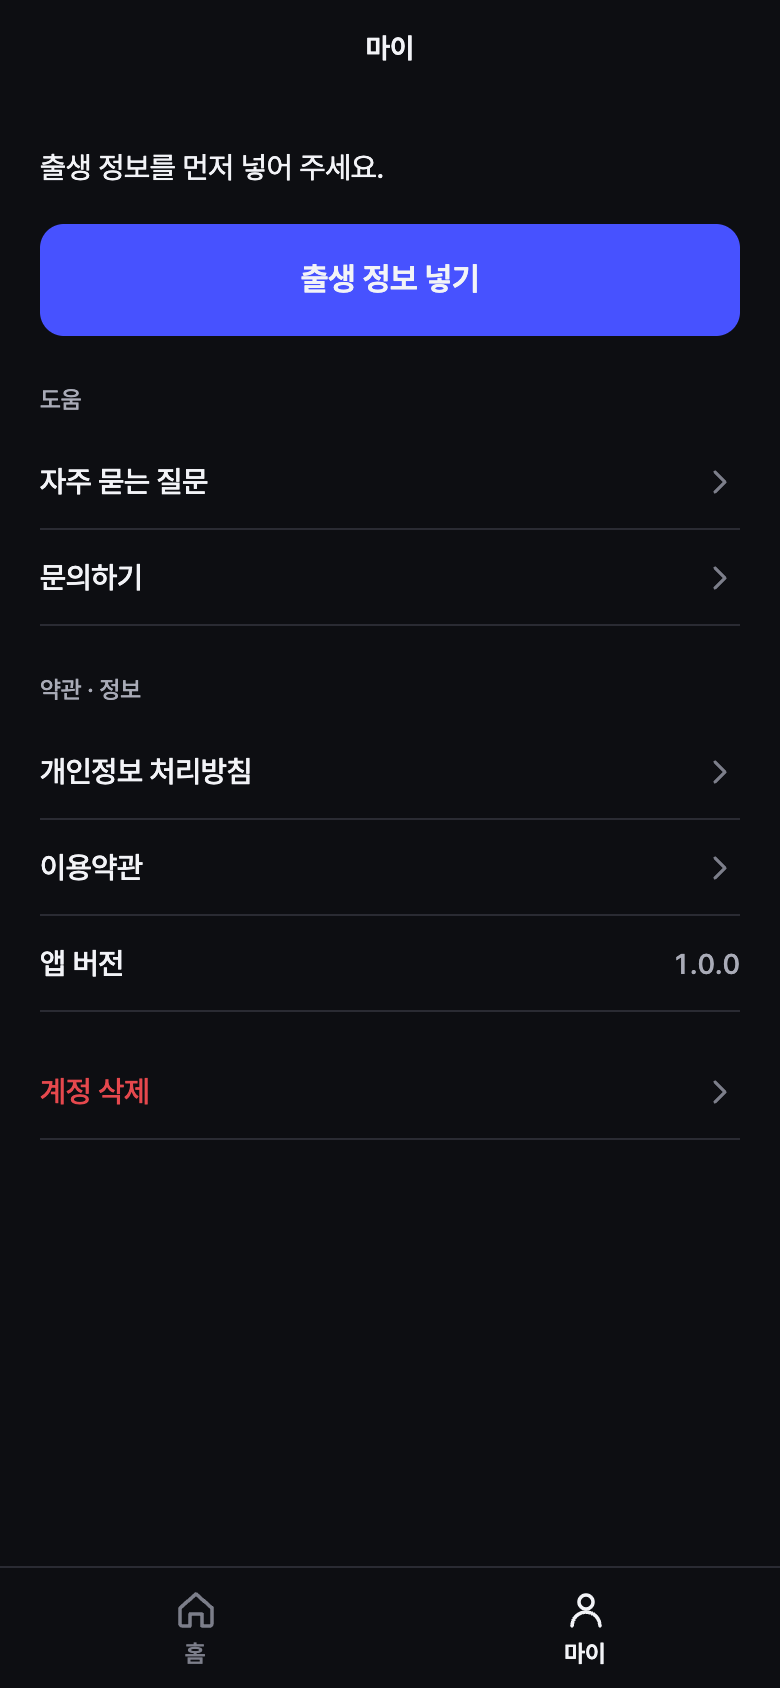 마이
출생 정보를 먼저 넣어 주세요.
출생 정보 넣기
도움
자주 묻는 질문
문의하기
약관 · 정보
개인정보 처리방침
이용약관
앱 버전 1.0.0
계정 삭제
홈 마이